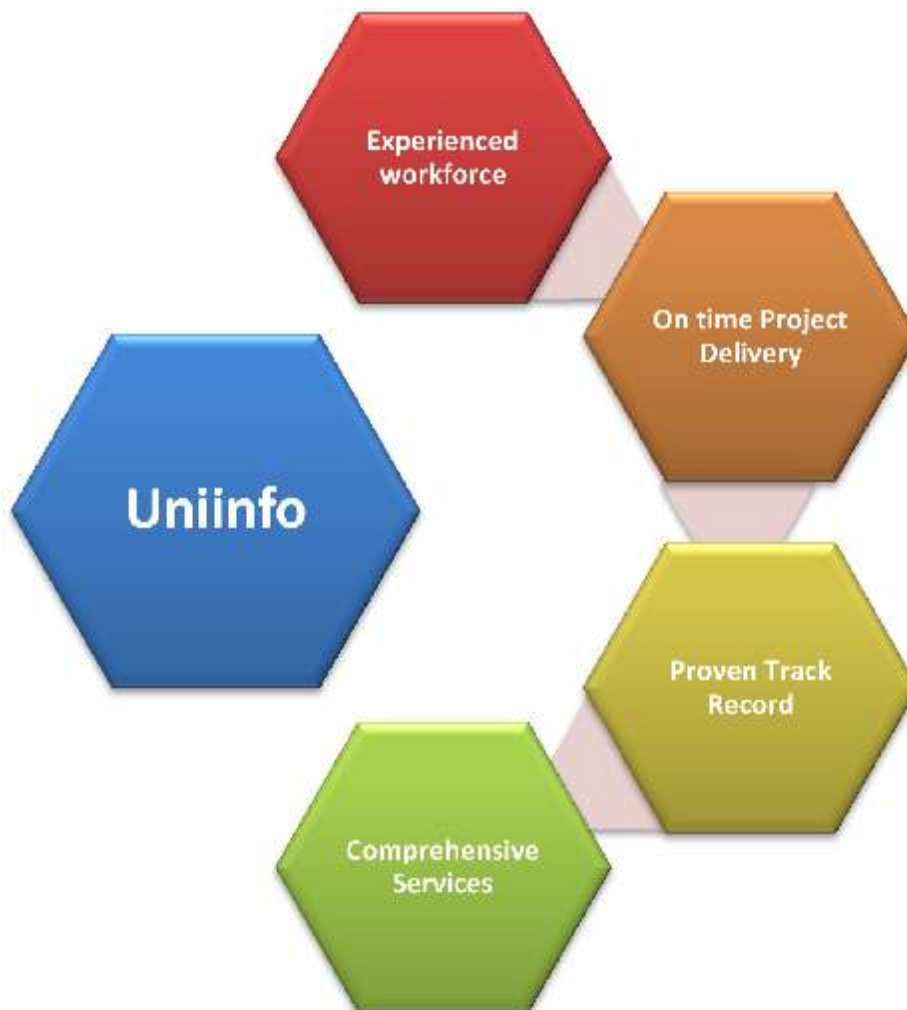 Experienced
workforce
On time Project
Delivery
Uniinfo
Proven Track
Record
Comprehensive
Services